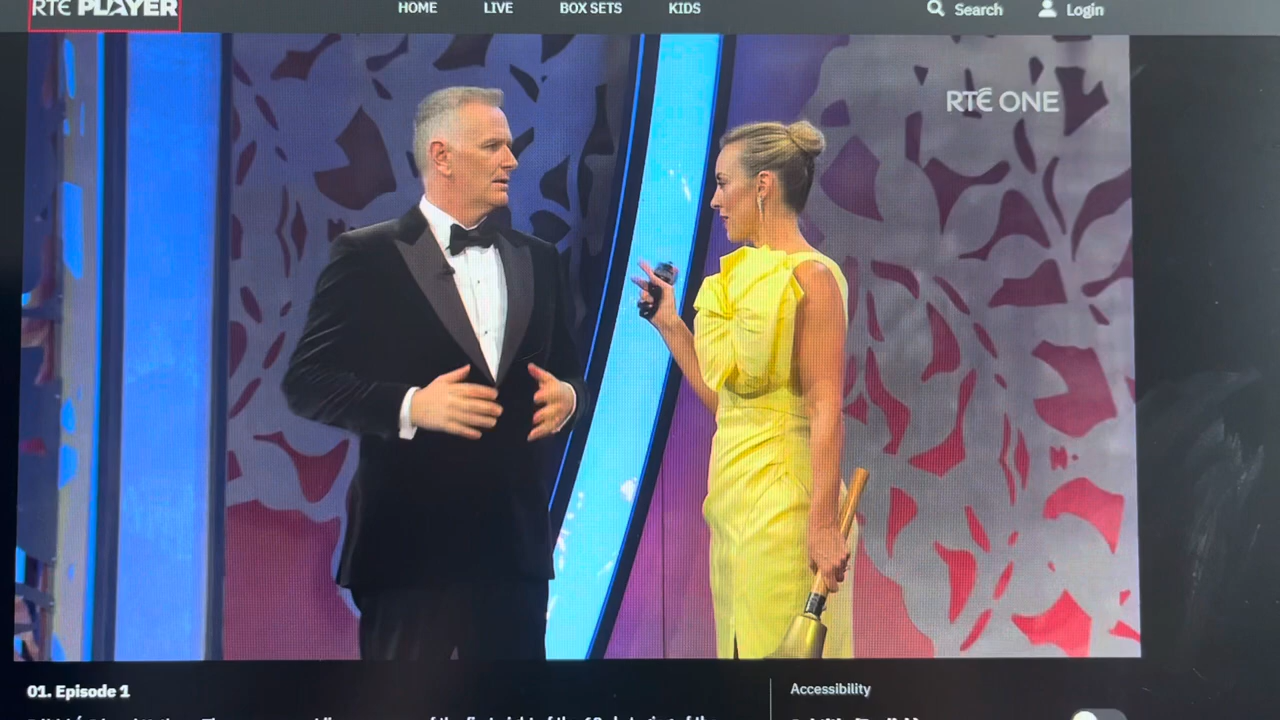 RTÉ PLAYER
HOME LIVE BOX SETS KIDS
Search Login
RTÉ ONE
01. Episode 1
Accessibility